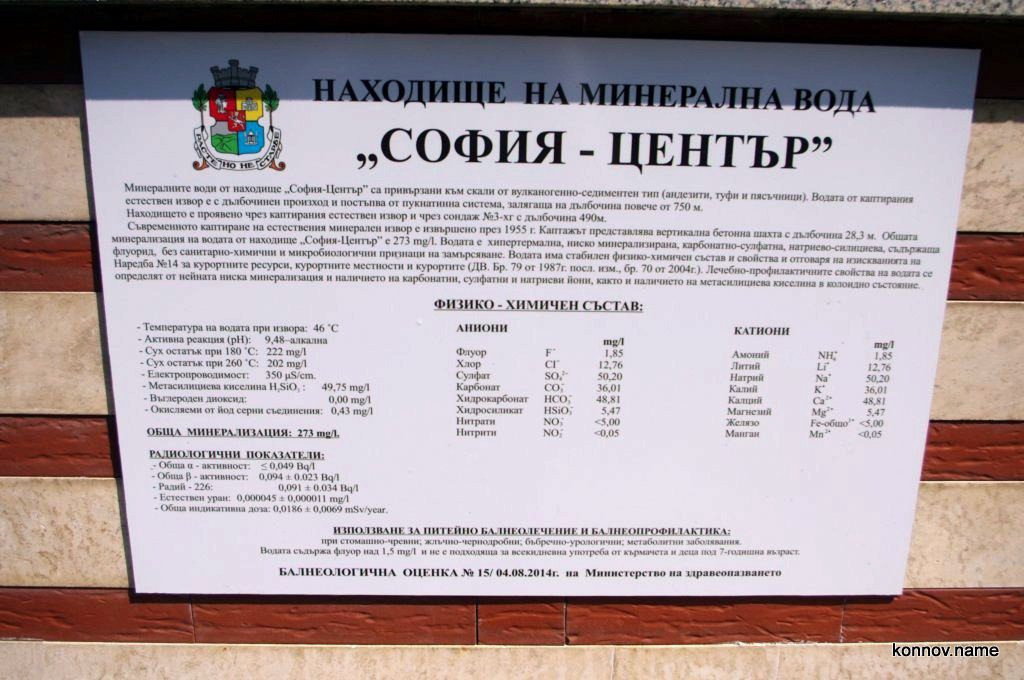 НАХОДИЩЕ НА МИНЕРАЛНА ВОДА
„СОФИЯ - ЦЕНТЪР”
РАСТЕ НО НЕ СТАРѢЕ
Минералните води от находище „София-Център” са привързани към скали от вулканогенно-седиментен тип (андезити, туфи и пясъчници). Водата от каптирания
естествен извор е с дълбочинен произход и постъпва от пукнатинна система, залягаща на дълбочина повече от 750 м.
Находището е проявено чрез каптирания естествен извор и чрез сондаж №3-хг с дълбочина 490м.
Съвременното каптиране на естествения минерален извор е извършено през 1955 г. Каптажът представлява вертикална бетонна шахта с дълбочина 28,3 м. Общата
минерализация на водата от находище „София-Център” е 273 mg/l. Водата е хипертермална, ниско минерализирана, карбонатно-сулфатна, натриево-силициева, съдържаща
флуорид, без санитарно-химични и микробиологични признаци на замърсяване. Водата има стабилен физико-химичен състав и свойства и отговаря на изискванията на
Наредба №14 за курортните ресурси, курортните местности и курортите (ДВ. Бр. 79 от 1987г. посл. изм., бр. 70 от 2004г.). Лечебно-профилактичните свойства на водата се
определят от нейната ниска минерализация и наличието на карбонатни, сулфатни и натриеви йони, както и наличието на метасилициева киселина в колоидно състояние.
ФИЗИКО - ХИМИЧЕН СЪСТАВ:
- Температура на водата при извора: 46 ˚C
- Активна реакция (pH): 9,48–алкална
- Сух остатък при 180 ˚C: 222 mg/l
- Сух остатък при 260 ˚C: 202 mg/l
- Електропроводимост: 350 µS/cm.
- Метасилициева киселина H₂SiO₃ : 49,75 mg/l
- Въглероден диоксид: 0,00 mg/l
- Окисляеми от йод серни съединения: 0,43 mg/l
ОБЩА МИНЕРАЛИЗАЦИЯ: 273 mg/l.
РАДИОЛОГИЧНИ ПОКАЗАТЕЛИ:
- Обща α - активност: ≤ 0,049 Bq/l
- Обща β - активност: 0,094 ± 0.023 Bq/l
- Радий - 226: 0,091 ± 0.034 Bq/l
- Естествен уран: 0,000045 ± 0,000011 mg/l
- Обща индикативна доза: 0,0186 ± 0,0069 mSv/year.
АНИОНИ
mg/l
Флуор F⁻ 1,85
Хлор Cl⁻ 12,76
Сулфат SO₄²⁻ 50,20
Карбонат CO₃⁻ 36,01
Хидрокарбонат HCO₃⁻ 48,81
Хидросиликат HSiO₃⁻ 5,47
Нитрати NO₃⁻ <5,00
Нитрити NO₂⁻ <0,05
КАТИОНИ
mg/l
Амоний NH₄⁺ 1,85
Литий Li⁺ 12,76
Натрий Na⁺ 50,20
Калий K⁺ 36,01
Калций Ca²⁺ 48,81
Магнезий Mg²⁺ 5,47
Желязо Fe-общо³⁺ <5,00
Манган Mn²⁺ <0,05
ИЗПОЛЗВАНЕ ЗА ПИТЕЙНО БАЛНЕОЛЕЧЕНИЕ И БАЛНЕОПРОФИЛАКТИКА:
при стомашно-чревни; жлъчно-чернодробни; бъбречно-урологични; метаболитни заболявания.
Водата съдържа флуор над 1,5 mg/l и не е подходяща за всекидневна употреба от кърмачета и деца под 7-годишна възраст.
БАЛНЕОЛОГИЧНА ОЦЕНКА № 15/ 04.08.2014г. на Министерство на здравеопазването
konnov.name